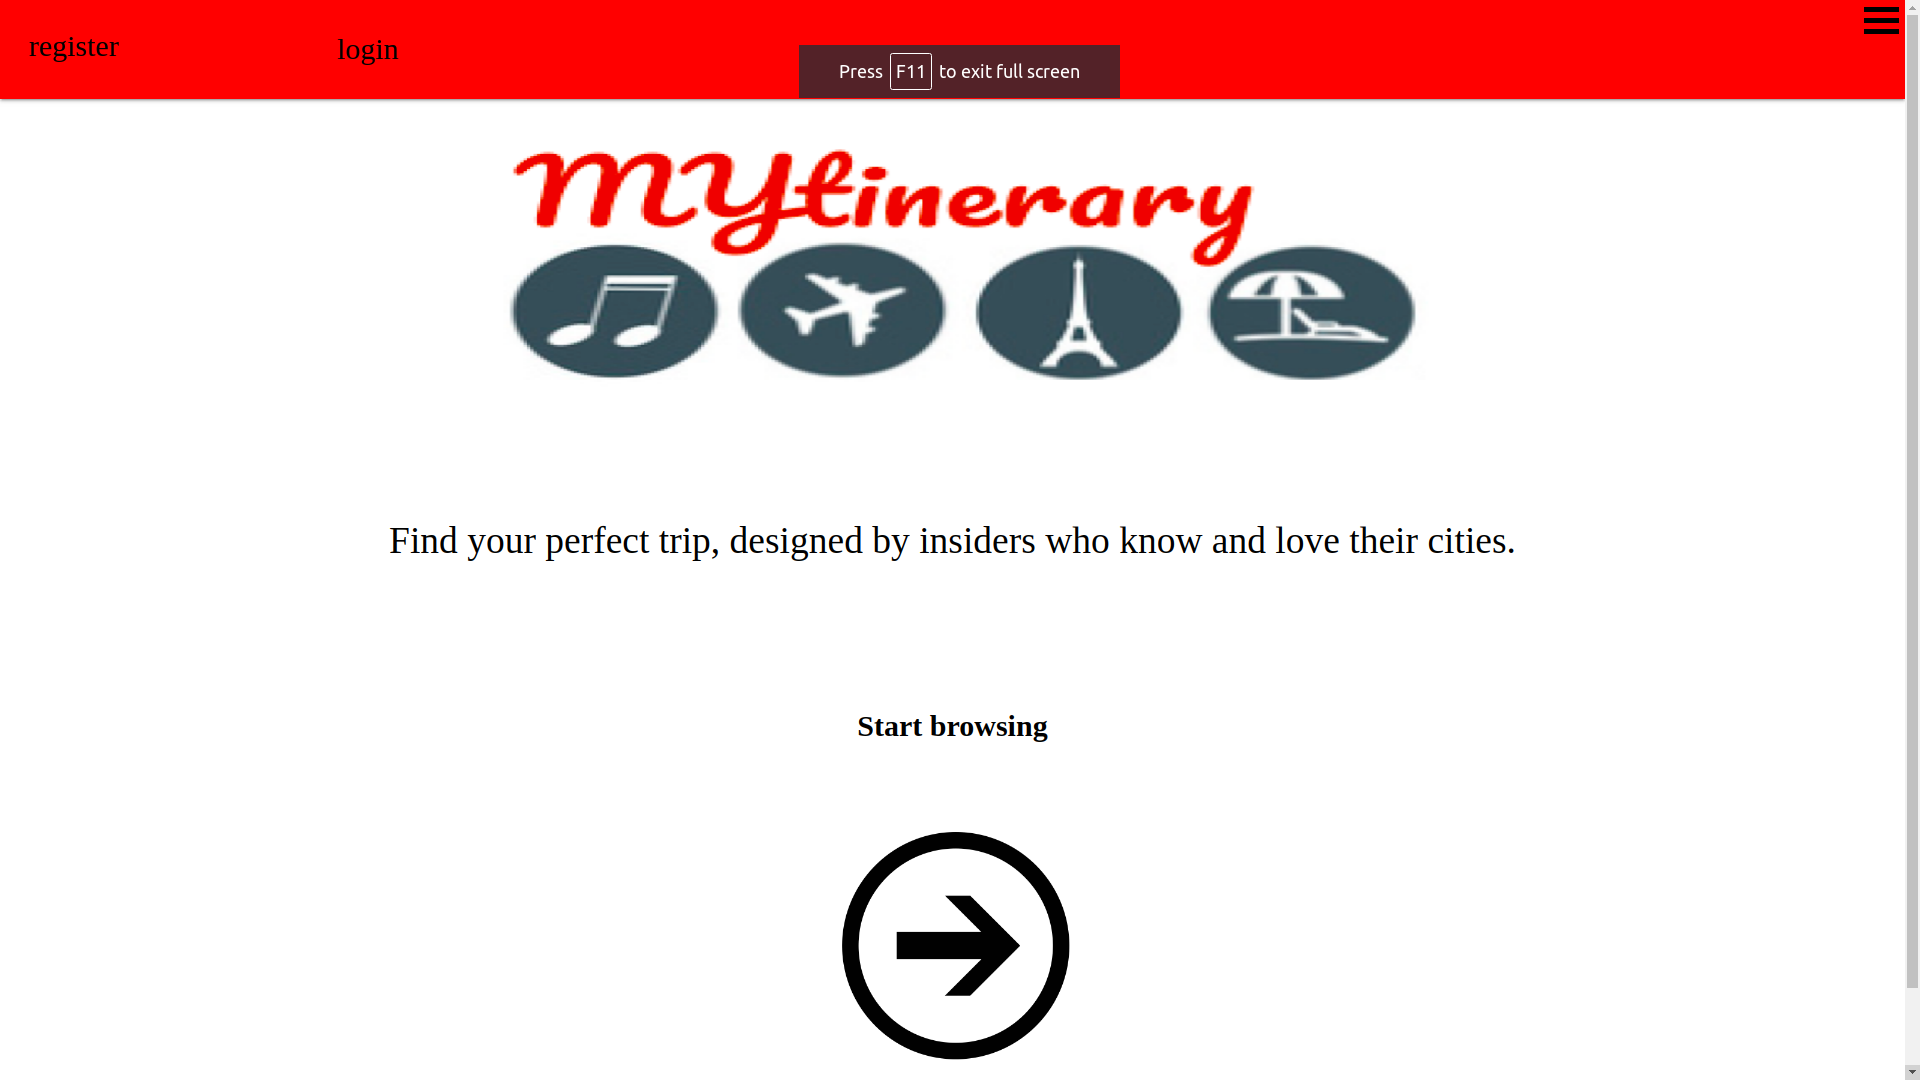 register
login
Press F11 to exit full screen
MYtinerary
Find your perfect trip, designed by insiders who know and love their cities.
Start browsing